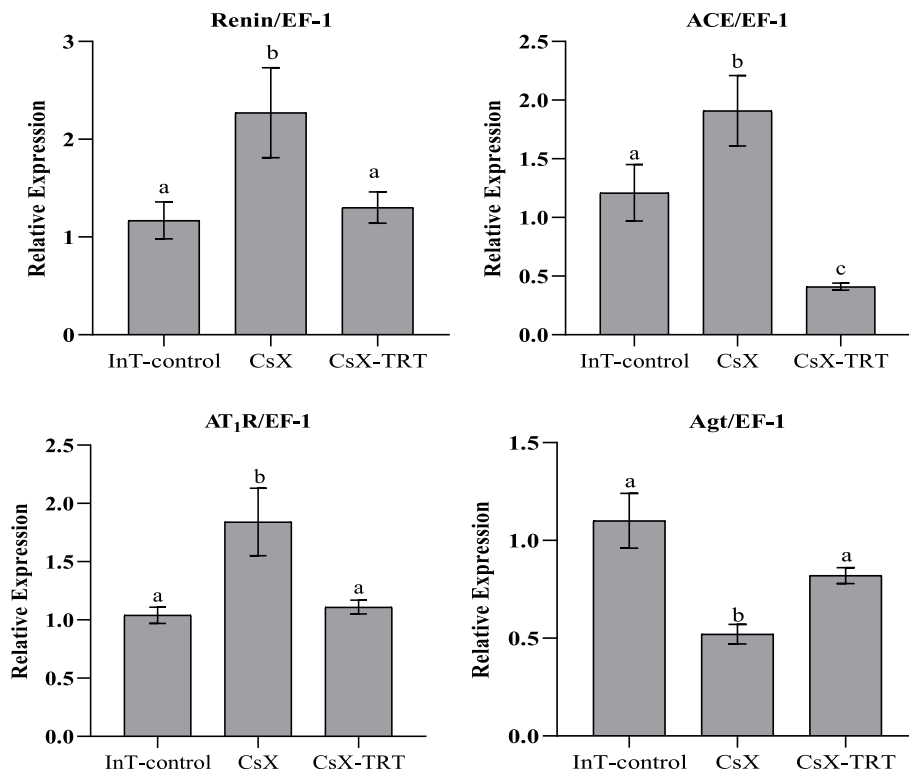 Renin/EF-1
Relative Expression
3
2
1
0
a
b
a
InT-control CsX CsX-TRT
ACE/EF-1
Relative Expression
2.5
2.0
1.5
1.0
0.5
0.0
a
b
c
InT-control CsX CsX-TRT
AT₁R/EF-1
Relative Expression
2.5
2.0
1.5
1.0
0.5
0.0
a
b
a
InT-control CsX CsX-TRT
Agt/EF-1
Relative Expression
1.5
1.0
0.5
0.0
a
b
a
InT-control CsX CsX-TRT